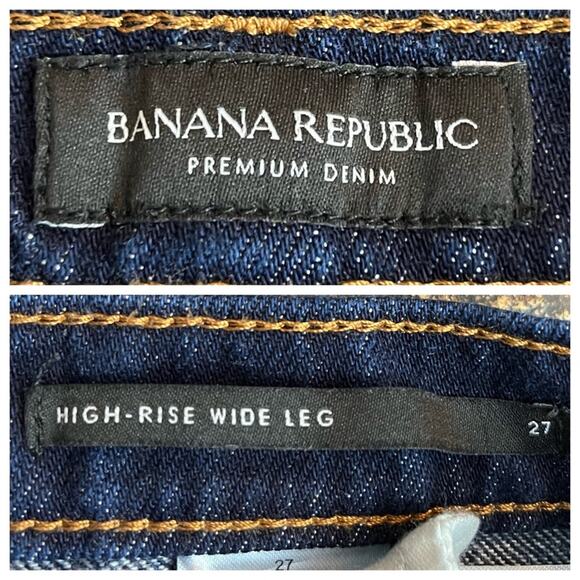 BANANA REPUBLIC
PREMIUM DENIM
HIGH-RISE WIDE LEG 27
27